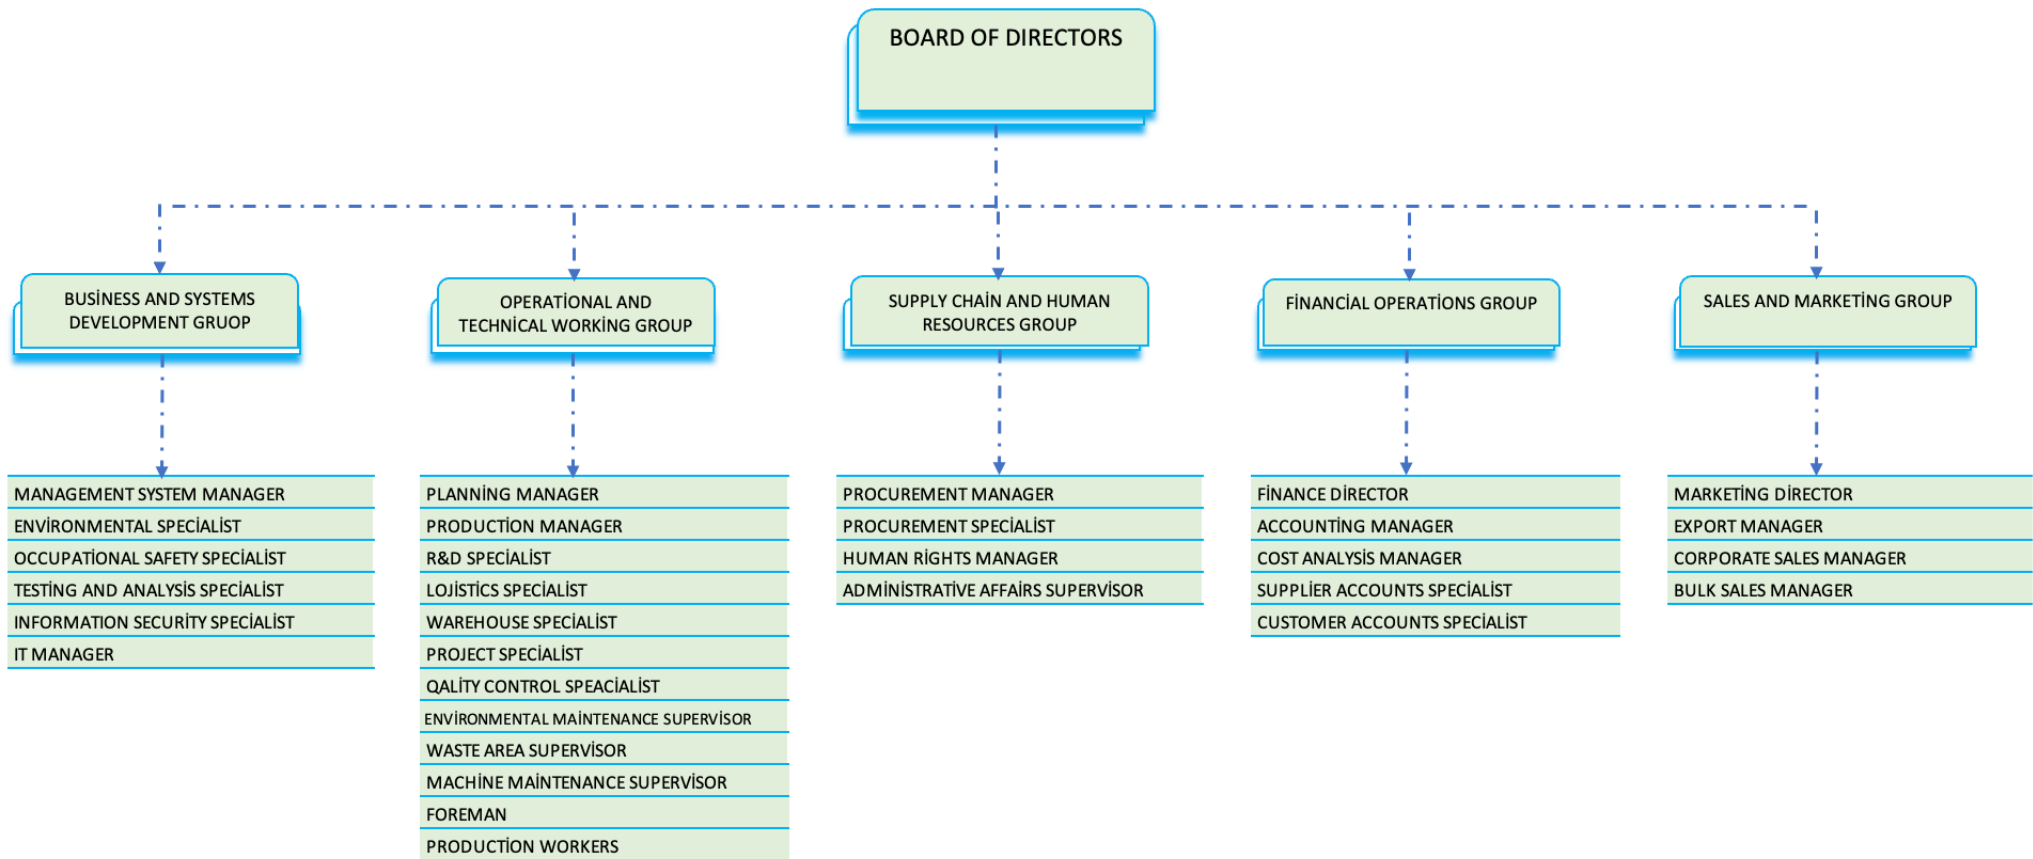 BOARD OF DIRECTORS
BUSİNESS AND SYSTEMS
DEVELOPMENT GRUOP
OPERATİONAL AND
TECHNİCAL WORKİNG GROUP
SUPPLY CHAİN AND HUMAN
RESOURCES GROUP
FİNANCİAL OPERATİONS GROUP
SALES AND MARKETİNG GROUP
MANAGEMENT SYSTEM MANAGER
ENVİRONMENTAL SPECİALİST
OCCUPATİONAL SAFETY SPECİALİST
TESTİNG AND ANALYSİS SPECİALİST
INFORMATION SECURİTY SPECİALİST
IT MANAGER
PLANNİNG MANAGER
PRODUCTİON MANAGER
R&D SPECİALİST
LOJİSTİCS SPECİALİST
WAREHOUSE SPECİALİST
PROJECT SPECİALİST
QALİTY CONTROL SPEACİALİST
ENVİRONMENTAL MAİNTENANCE SUPERVİSOR
WASTE AREA SUPERVİSOR
MACHİNE MAİNTENANCE SUPERVİSOR
FOREMAN
PRODUCTİON WORKERS
PROCUREMENT MANAGER
PROCUREMENT SPECİALİST
HUMAN RİGHTS MANAGER
ADMİNİSTRATİVE AFFAİRS SUPERVİSOR
FİNANCE DİRECTOR
ACCOUNTİNG MANAGER
COST ANALYSİS MANAGER
SUPPLİER ACCOUNTS SPECİALİST
CUSTOMER ACCOUNTS SPECİALİST
MARKETİNG DİRECTOR
EXPORT MANAGER
CORPORATE SALES MANAGER
BULK SALES MANAGER